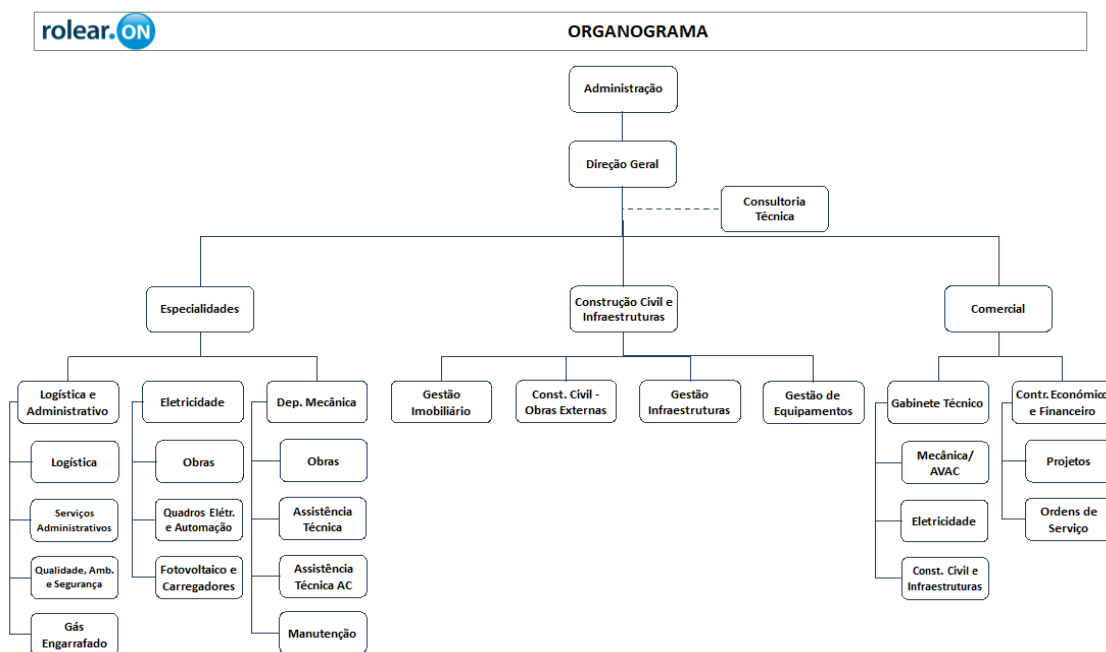 rolear.ON
ORGANOGRAMA
Administração
Direção Geral
Consultoria
Técnica
Especialidades
Construção Civil e
Infraestruturas
Comercial
Logística e
Administrativo
Eletricidade
Dep. Mecânica
Gestão
Imobiliário
Const. Civil -
Obras Externas
Gestão
Infraestruturas
Gestão de
Equipamentos
Gabinete Técnico
Contr. Económico
e Financeiro
Logística
Obras
Obras
Mecânica/
AVAC
Projetos
Serviços
Administrativos
Quadros Elétr.
e Automação
Assistência
Técnica
Eletricidade
Ordens de
Serviço
Qualidade, Amb.
e Segurança
Fotovoltaico e
Carregadores
Assistência
Técnica AC
Const. Civil e
Infraestruturas
Gás
Engarrafado
Manutenção